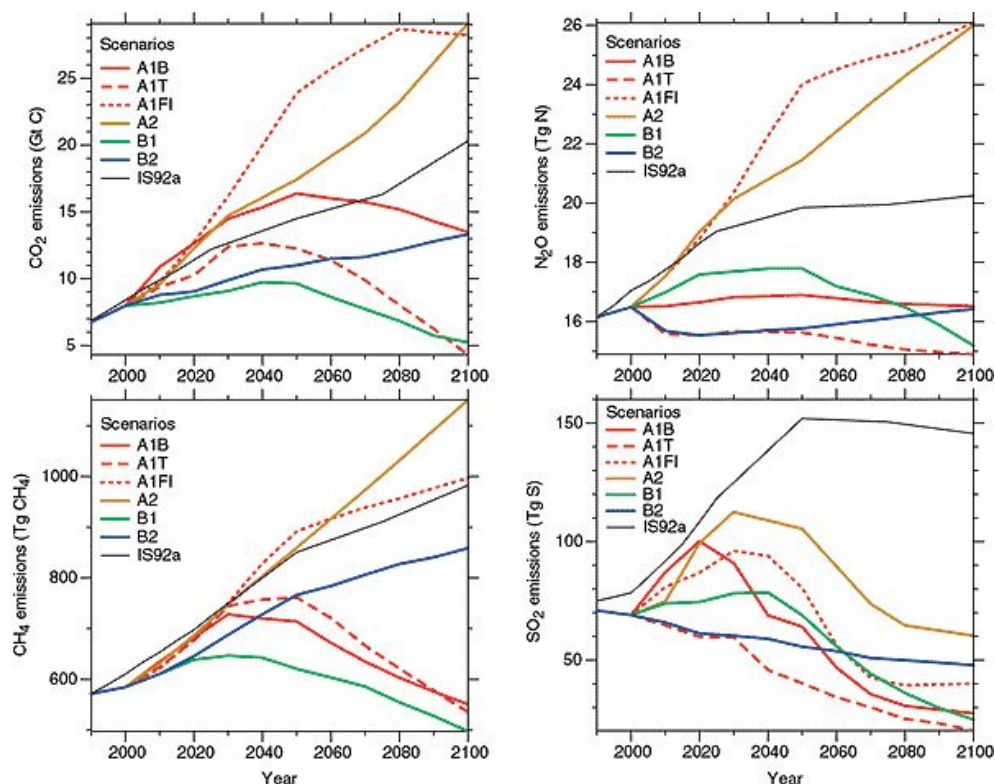 Scenarios
A1B
A1T
A1FI
A2
B1
B2
IS92a
CO2 emissions (Gt C)
25
20
15
10
5
2000 2020 2040 2060 2080 2100
Scenarios
A1B
A1T
A1FI
A2
B1
B2
IS92a
N2O emissions (Tg N)
26
24
22
20
18
16
2000 2020 2040 2060 2080 2100
Scenarios
A1B
A1T
A1FI
A2
B1
B2
IS92a
CH4 emissions (Tg CH4)
1000
800
600
2000 2020 2040 2060 2080 2100
Year
Scenarios
A1B
A1T
A1FI
A2
B1
B2
IS92a
SO2 emissions (Tg S)
150
100
50
2000 2020 2040 2060 2080 2100
Year